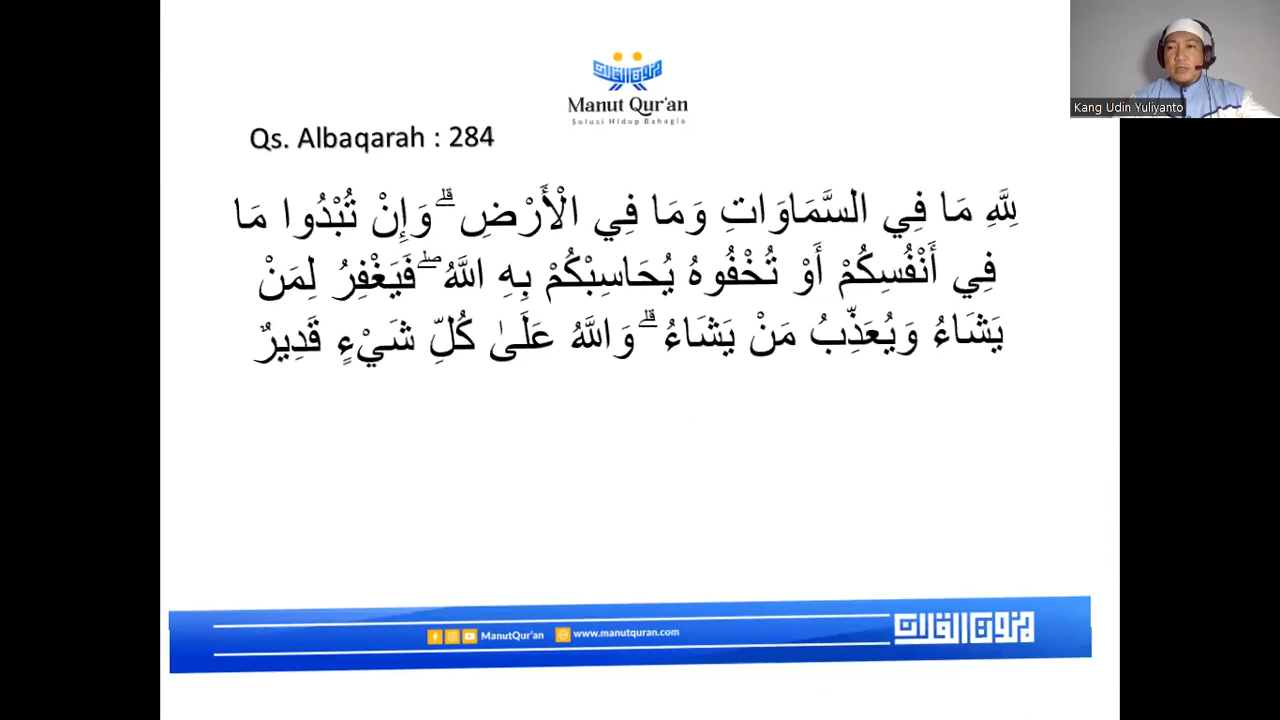 Manut Qur'an
Solusi Hidup Bahagia
Kang Udin Yuliyanto
Qs. Albaqarah : 284
لِلَّهِ مَا فِي السَّمَاوَاتِ وَمَا فِي الْأَرْضِ ۗ وَإِنْ تُبْدُوا مَا
فِي أَنْفُسِكُمْ أَوْ تُخْفُوهُ يُحَاسِبْكُمْ بِهِ اللَّهُ ۖ فَيَغْفِرُ لِمَنْ
يَشَاءُ وَيُعَذِّبُ مَنْ يَشَاءُ ۗ وَاللَّهُ عَلَىٰ كُلِّ شَيْءٍ قَدِيرٌ
ManutQur'an www.manutquran.com